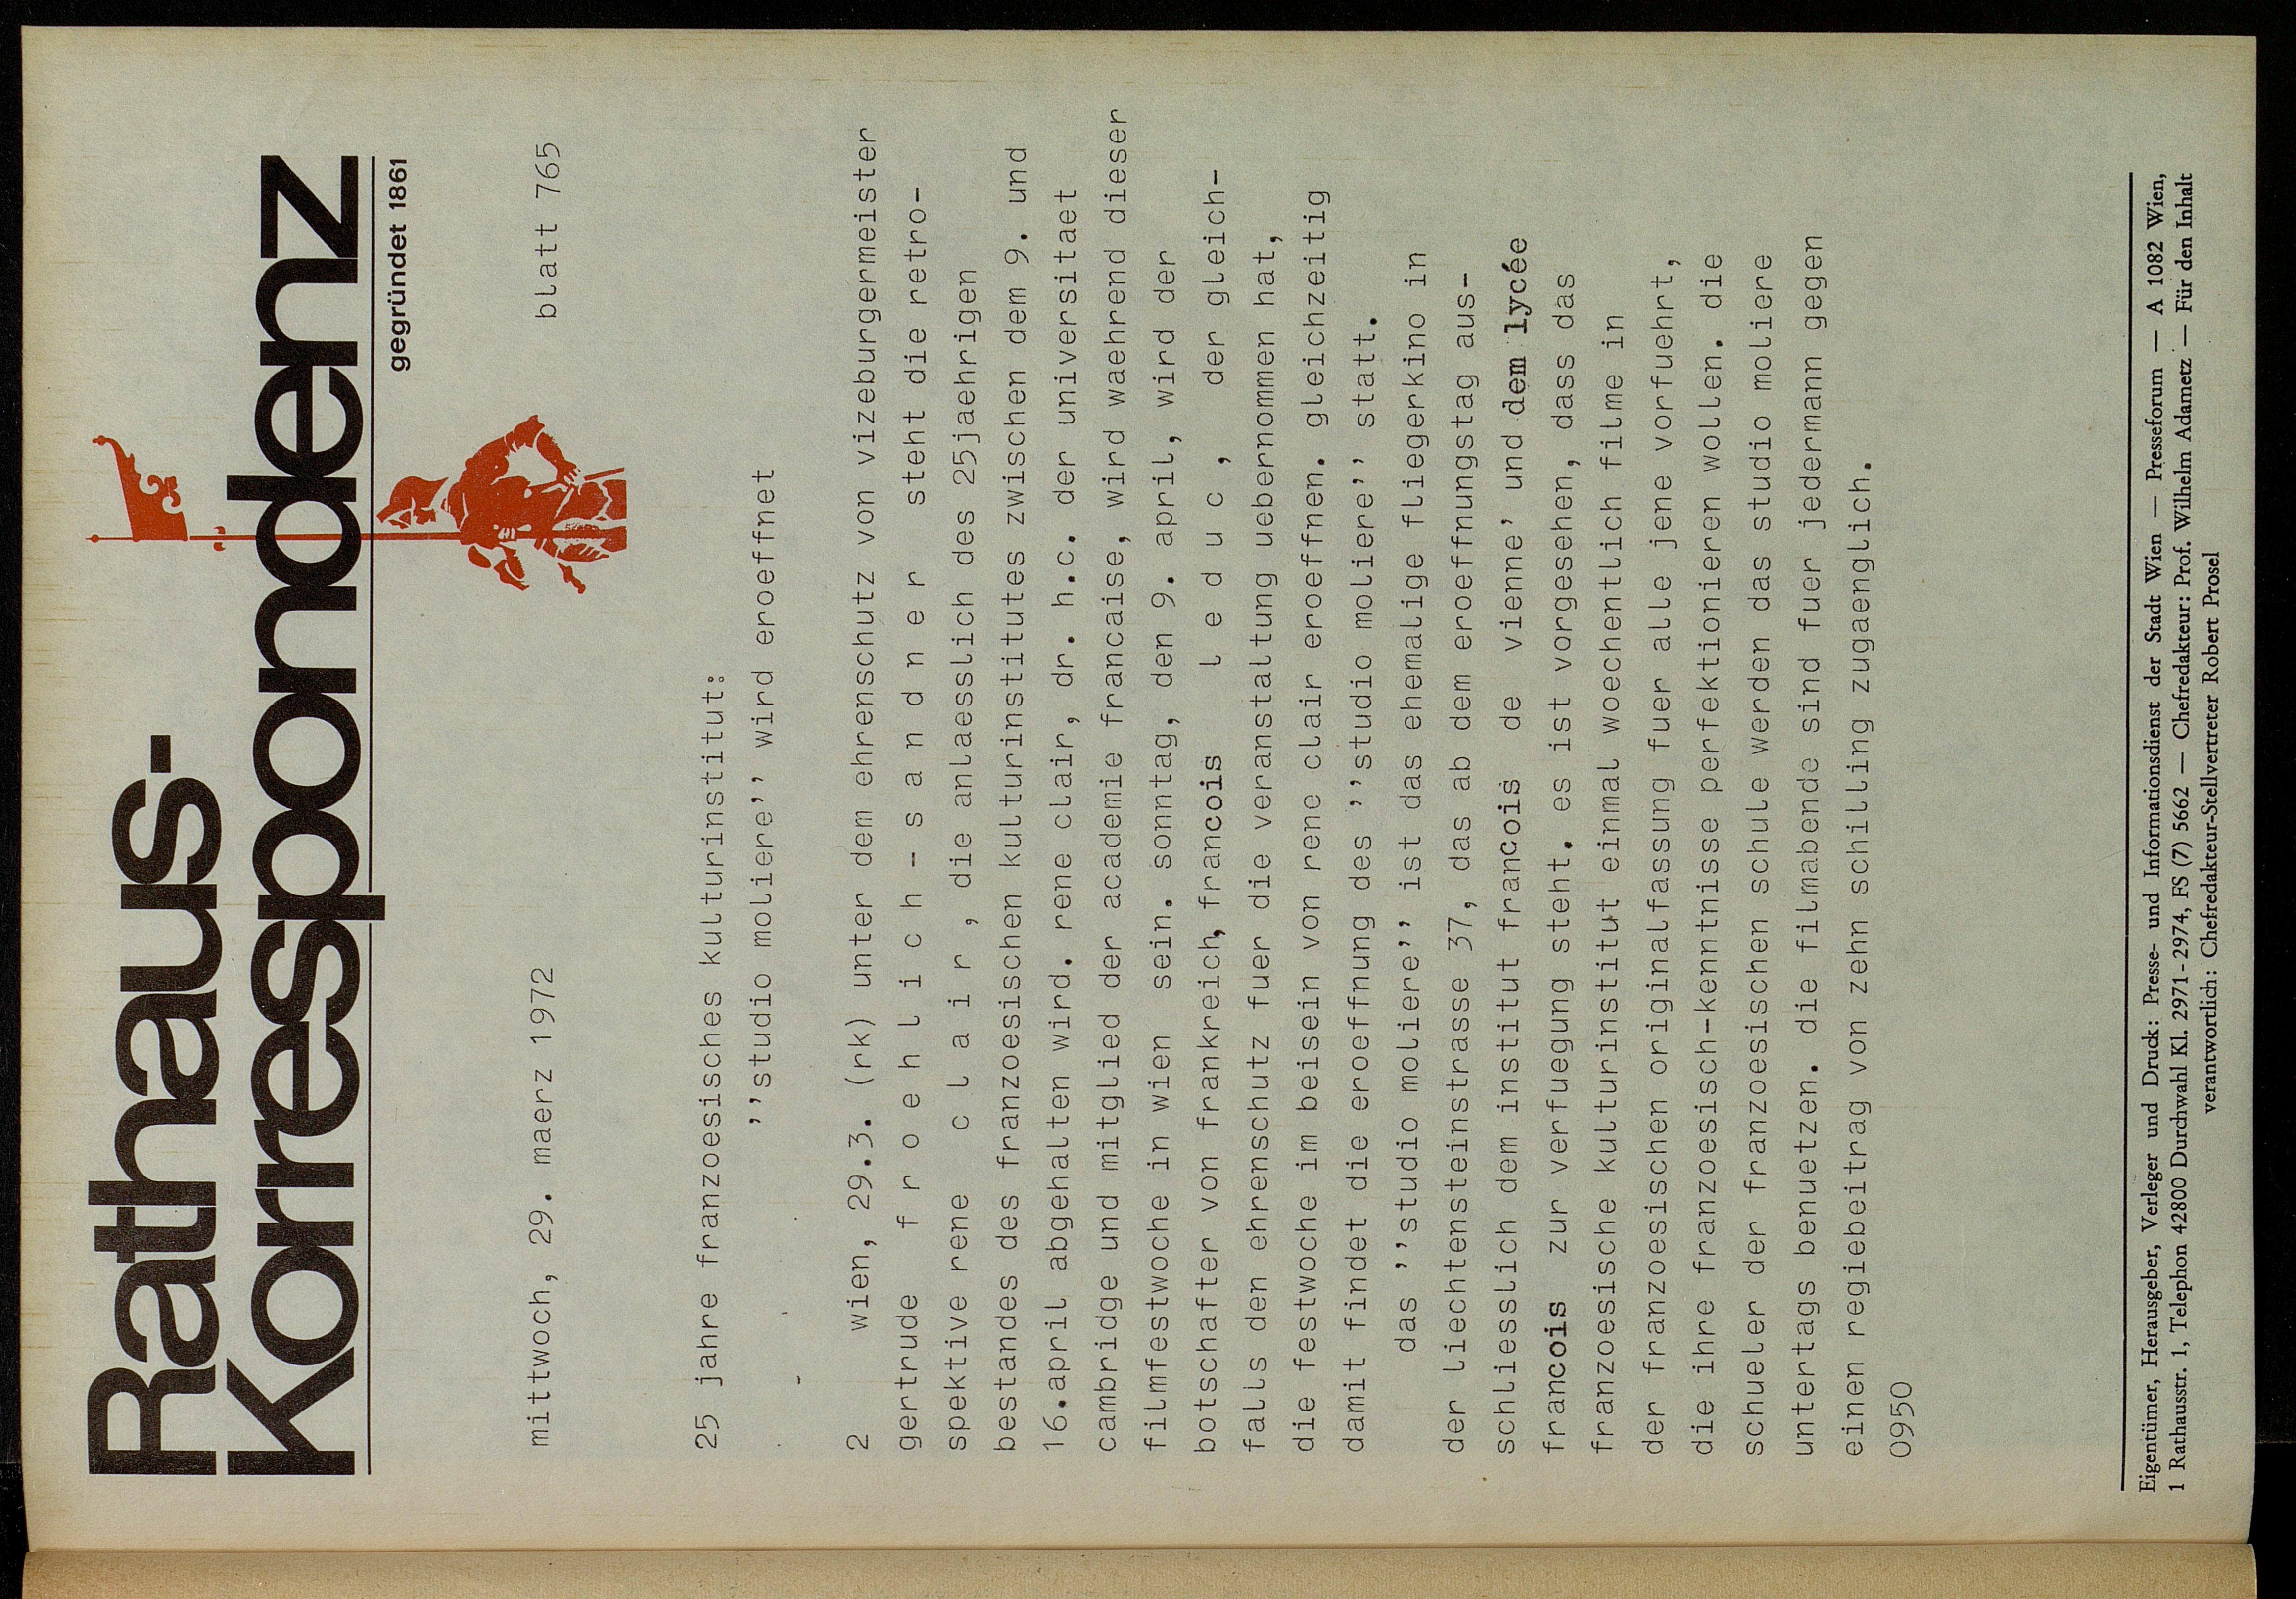 Rathaus-
Korrespondenz
gegründet 1861
mittwoch, 29. maerz 1972 blatt 765
25 jahre franzoesisches kulturinstitut:
''studio moliere'' wird eroeffnet
2 wien, 29.3. (rk) unter dem ehrenschutz von vizeburgermeister
gertrude f r o e h l i c h - s a n d n e r steht die retro-
spektive rene c l a i r , die anlaesslich des 25jaehrigen
bestandes des franzoesischen kulturinstitutes zwischen dem 9. und
16.april abgehalten wird. rene clair, dr. h.c. der universitaet
cambridge und mitglied der academie francaise, wird waehrend dieser
filmfestwoche in wien sein. sonntag, den 9. april, wird der
botschafter von frankreich, francois l e d u c , der gleich-
falls den ehrenschutz fuer die veranstaltung uebernommen hat,
die festwoche im beisein von rene clair eroeffnen. gleichzeitig
damit findet die eroeffnung des ''studio moliere'' statt.
das ''studio moliere'' ist das ehemalige fliegerkino in
der liechtensteinstrasse 37, das ab dem eroeffnungstag aus-
schliesslich dem institut francois de vienne' und dem lycée
francois zur verfuegung steht. es ist vorgesehen, dass das
franzoesische kulturinstitut einmal woechentlich filme in
der franzoesischen originalfassung fuer alle jene vorfuehrt,
die ihre franzoesisch-kenntnisse perfektionieren wollen. die
schueler der franzoesischen schule werden das studio moliere
untertags benuetzen. die filmabende sind fuer jedermann gegen
einen regiebeitrag von zehn schilling zugaenglich.
0950
Eigentümer, Herausgeber, Verleger und Druck: Presse- und Informationsdienst der Stadt Wien — Presseforum — A 1082 Wien,
1 Rathausstr. 1, Telephon 42800 Durchwahl Kl. 2971-2974, FS (7) 5662 — Chefredakteur: Prof. Wilhelm Adametz — Für den Inhalt
verantwortlich: Chefredakteur-Stellvertreter Robert Prosel